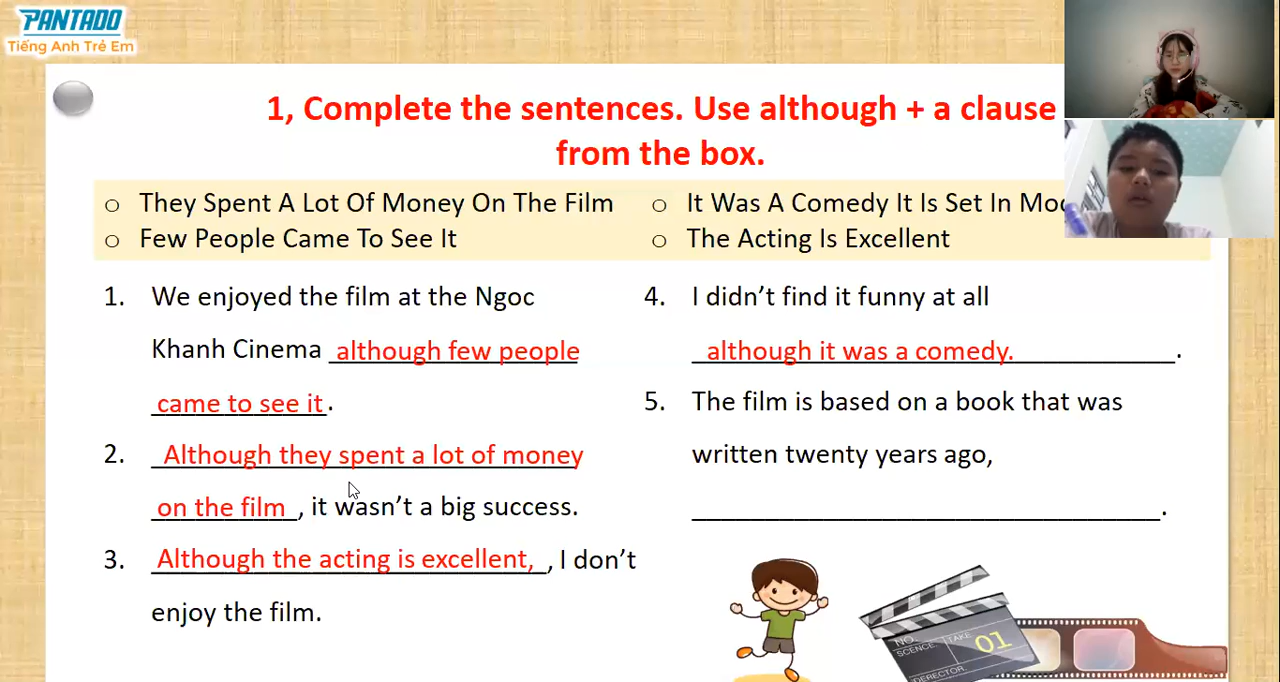 PANTADO
Tiếng Anh Trẻ Em
1, Complete the sentences. Use although + a clause
from the box.
o They Spent A Lot Of Money On The Film
o Few People Came To See It
o It Was A Comedy It Is Set In
o The Acting Is Excellent
1. We enjoyed the film at the Ngoc
Khanh Cinema although few people
came to see it.
2. Although they spent a lot of money
on the film, it wasn't a big success.
3. Although the acting is excellent, , I don't
enjoy the film.
4. I didn't find it funny at all
although it was a comedy. .
5. The film is based on a book that was
written twenty years ago,
.
NO.
SCENCE
TAKE
01
DERECTOR